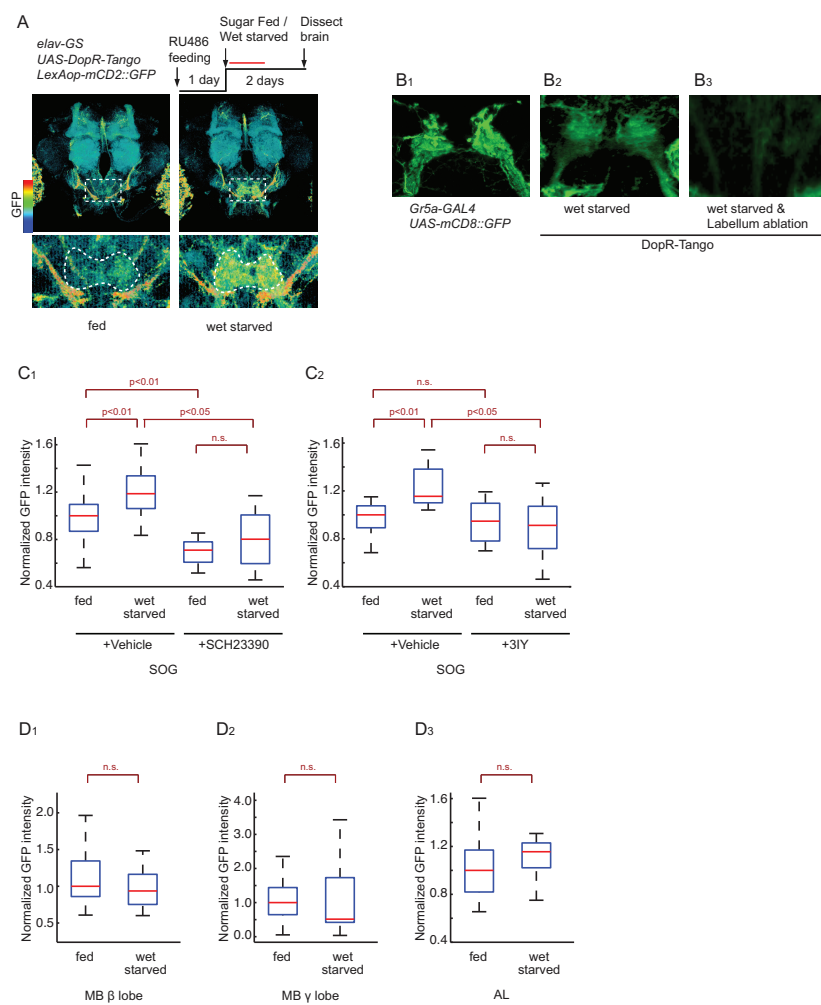 A
elav-GS
UAS-DopR-Tango
LexAop-mCD2::GFP
RU486
feeding
Sugar Fed /
Wet starved
Dissect
brain
1 day
2 days
GFP
fed
wet starved
B1
B2
B3
Gr5a-GAL4
UAS-mCD8::GFP
wet starved
wet starved &
Labellum ablation
DopR-Tango
C1
p<0.01
p<0.01
p<0.05
n.s.
Normalized GFP intensity
1.6
1.2
0.8
0.4
fed
wet
starved
fed
wet
starved
+Vehicle
+SCH23390
SOG
C2
n.s.
p<0.01
p<0.05
n.s.
Normalized GFP intensity
1.6
1.2
0.8
0.4
fed
wet
starved
fed
wet
starved
+Vehicle
+3IY
SOG
D1
n.s.
Normalized GFP intensity
2.0
1.5
1.0
0.5
fed
wet
starved
MB β lobe
D2
n.s.
Normalized GFP intensity
4.0
3.0
2.0
1.0
0.0
fed
wet
starved
MB γ lobe
D3
n.s.
Normalized GFP intensity
1.6
1.2
0.8
0.4
fed
wet
starved
AL